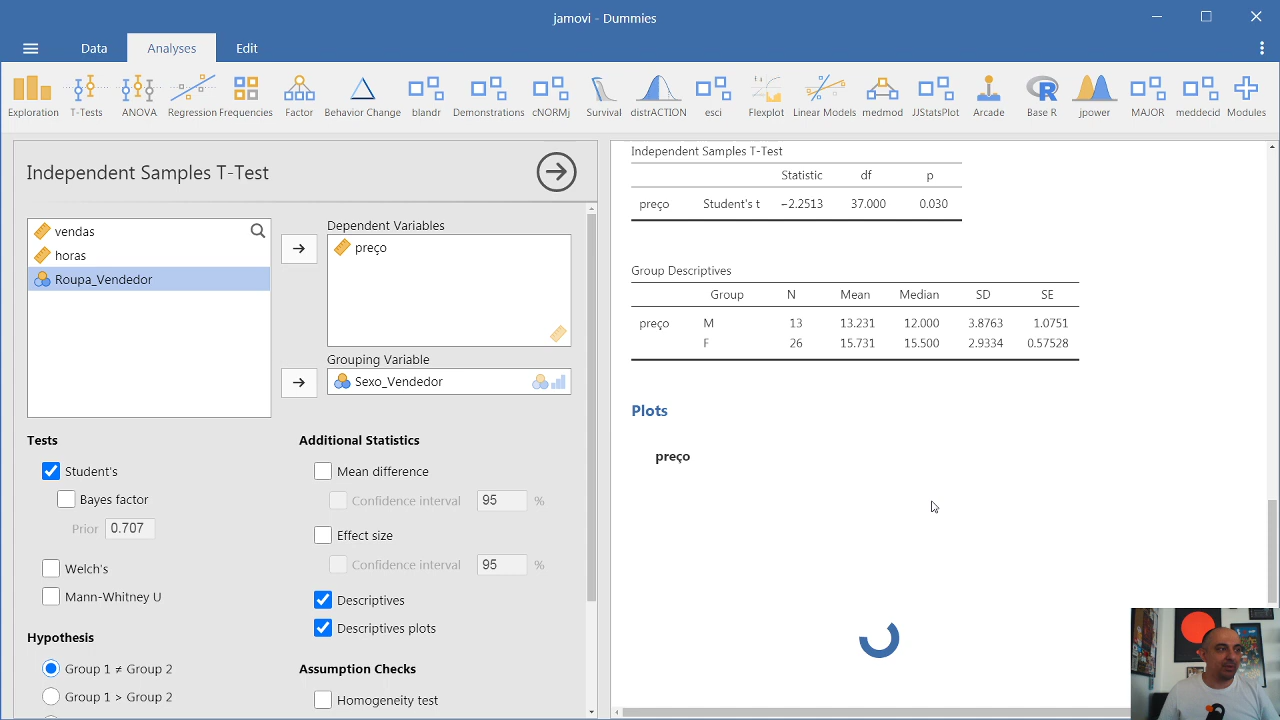 jamovi - Dummies
Data Analyses Edit
Exploration T-Tests ANOVA Regression Frequencies Factor Behavior Change blandr Demonstrations cNORMj Survival distrACTION esci Flexplot Linear Models medmod JJStatsPlot Arcade Base R jpower MAJOR meddecid Modules
Independent Samples T-Test
vendas
horas
Roupa_Vendedor
Dependent Variables
preço
Grouping Variable
Sexo_Vendedor
Tests
Student's
Bayes factor
Prior 0.707
Welch's
Mann-Whitney U
Hypothesis
Group 1 ≠ Group 2
Group 1 > Group 2
Additional Statistics
Mean difference
Confidence interval 95 %
Effect size
Confidence interval 95 %
Descriptives
Descriptives plots
Assumption Checks
Homogeneity test
Independent Samples T-Test
Statistic df p
preço Student's t −2.2513 37.000 0.030
Group Descriptives
Group N Mean Median SD SE
preço M 13 13.231 12.000 3.8763 1.0751
F 26 15.731 15.500 2.9334 0.57528
Plots
preço